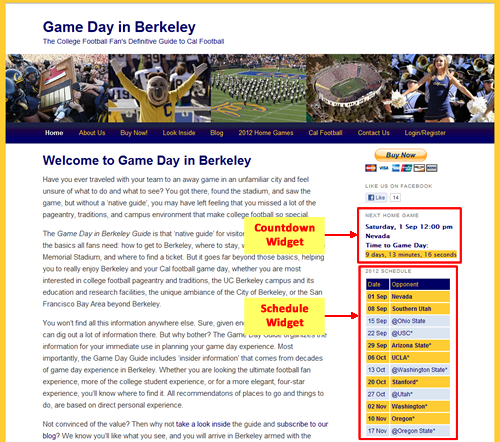 Game Day in Berkeley
The College Football Fan's Definitive Guide to Cal Football
Home About Us Buy Now! Look Inside Blog 2012 Home Games Cal Football Contact Us Login/Register
Welcome to Game Day in Berkeley
Have you ever traveled with your team to an away game in an unfamiliar city and feel
unsure of what to do and what to see? You got there, found the stadium, and saw the
game, but without a 'native guide', you may have left feeling that you missed a lot of the
pageantry, traditions, and campus environment that make college football so special.
The Game Day in Berkeley Guide is that 'native guide' for visitors
the basics all fans need: how to get to Berkeley, where to stay,
Memorial Stadium, and where to find a ticket. But it goes far beyond those basics, helping
you to really enjoy Berkeley and your Cal football game day, whether you are most
interested in college football pageantry and traditions, the UC Berkeley campus and its
education and research facilities, the unique ambiance of the City of Berkeley, or the San
Francisco Bay Area beyond Berkeley.
You won't find all this information anywhere else. Sure, given
can dig out a lot of information there. But why bother? The Game Day Guide organizes the
information for your immediate use in planning your game day experience. Most
importantly, the Game Day Guide includes 'insider information' that comes from decades
of game day experience in Berkeley. Whether you are looking the ultimate football fan
experience, more of the college student experience, or for a more elegant, four-star
experience, you'll know where to find it. All recommendations of places to go and things to
do, are based on direct personal experience.
Not convinced of the value? Then why not take a look inside the guide and subscribe to our
blog? We know you'll like what you see, and you will arrive in Berkeley armed with the
Countdown
Widget
Schedule
Widget
Buy Now
VISA
LIKE US ON FACEBOOK
Like 14
NEXT HOME GAME
Saturday, 1 Sep 12:00 pm
Nevada
Time to Game Day:
9 days, 13 minutes, 16 seconds
2012 SCHEDULE
Date Opponent
01 Sep Nevada
08 Sep Southern Utah
15 Sep @Ohio State
22 Sep @USC*
29 Sep Arizona State*
06 Oct UCLA*
13 Oct @Washington State*
20 Oct Stanford*
27 Oct @Utah*
02 Nov Washington*
10 Nov Oregon*
17 Nov @Oregon State*